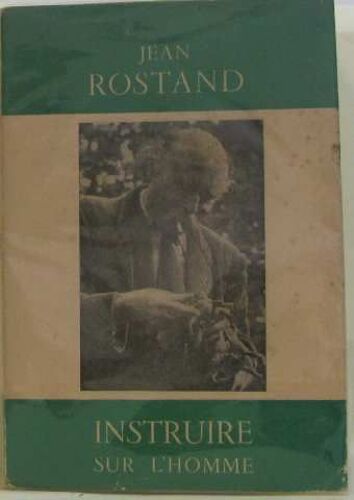 JEAN
ROSTAND
INSTRUIRE
SUR L'HOMME